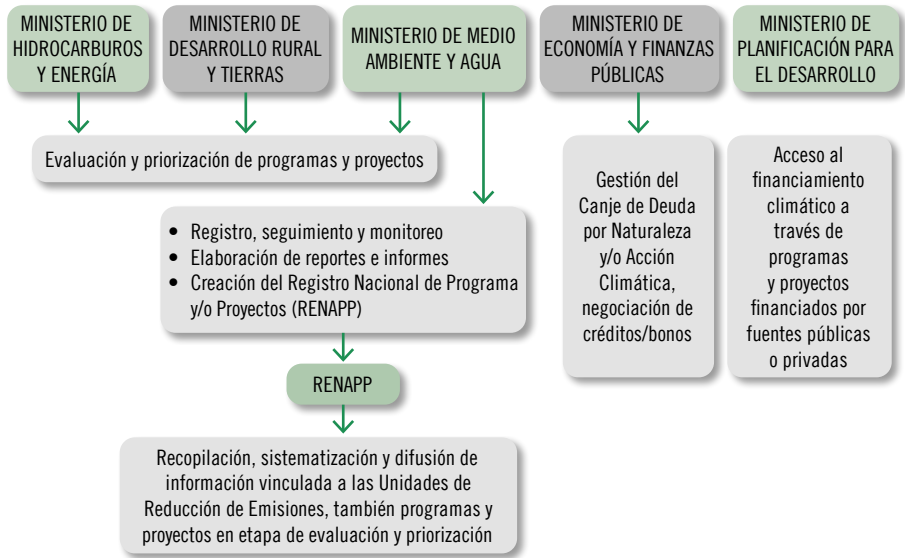 MINISTERIO DE
HIDROCARBUROS
Y ENERGÍA
MINISTERIO DE
DESARROLLO RURAL
Y TIERRAS
MINISTERIO DE MEDIO
AMBIENTE Y AGUA
MINISTERIO DE
ECONOMÍA Y FINANZAS
PÚBLICAS
MINISTERIO DE
PLANIFICACIÓN PARA
EL DESARROLLO
Evaluación y priorización de programas y proyectos
• Registro, seguimiento y monitoreo
• Elaboración de reportes e informes
• Creación del Registro Nacional de Programa
y/o Proyectos (RENAPP)
RENAPP
Recopilación, sistematización y difusión de
información vinculada a las Unidades de
Reducción de Emisiones, también programas y
proyectos en etapa de evaluación y priorización
Gestión del
Canje de Deuda
por Naturaleza
y/o Acción
Climática,
negociación de
créditos/bonos
Acceso al
financiamiento
climático a
través de
programas
y proyectos
financiados por
fuentes públicas
o privadas